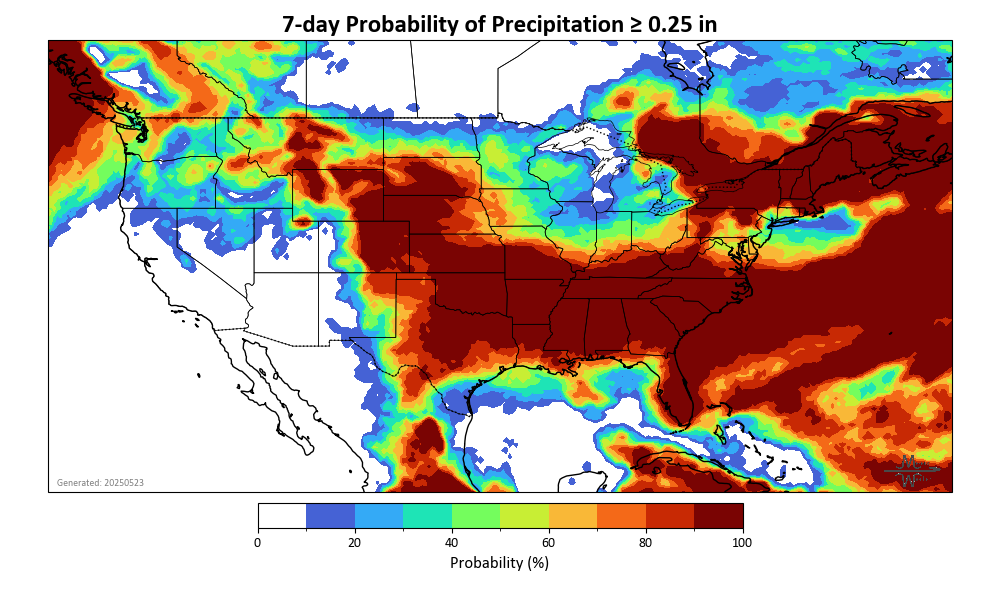 7-day Probability of Precipitation ≥ 0.25 in
Generated: 20250523
0 20 40 60 80 100
Probability (%)